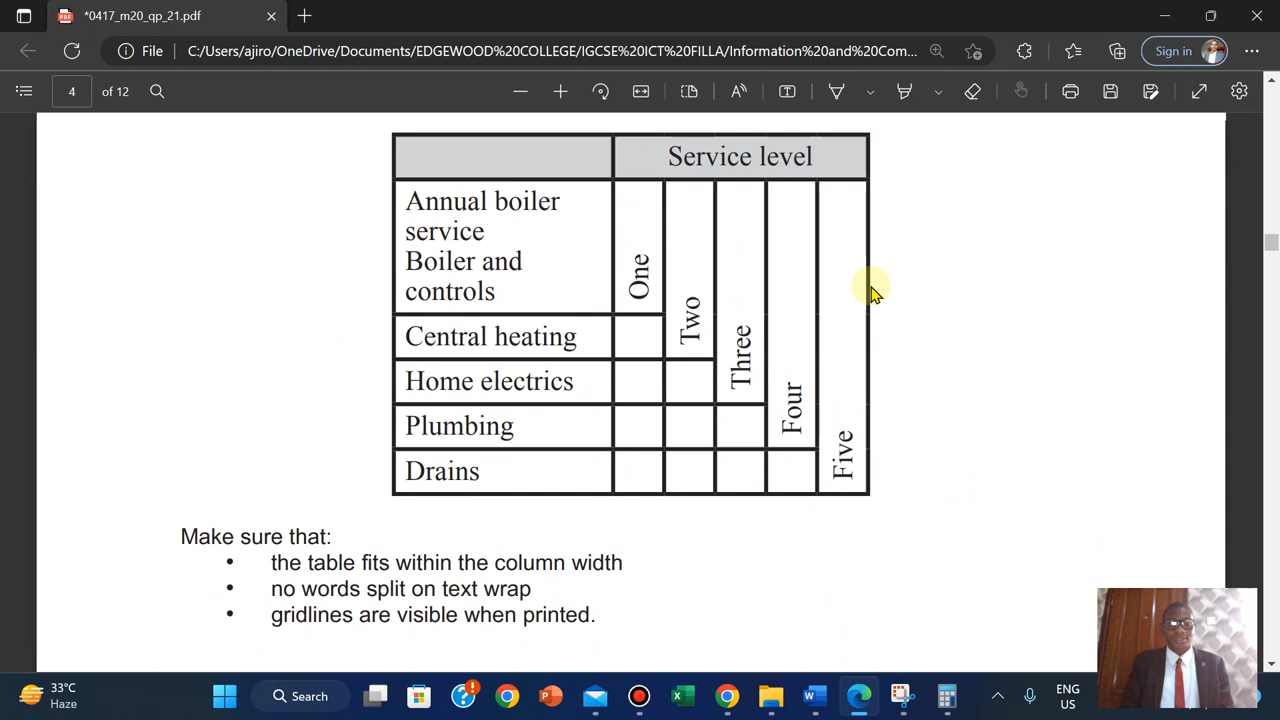 *0417_m20_qp_21.pdf
File
C:/Users/ajiro/OneDrive/Documents/EDGEWOOD%20COLLEGE/IGCSE%20ICT%20FILLA/Information%20and%20Com...
Sign in
4 of 12
Service level
Annual boiler
service
Boiler and
controls
Central heating
Home electrics
Plumbing
Drains
One
Two
Three
Four
Five
Make sure that:
• the table fits within the column width
• no words split on text wrap
• gridlines are visible when printed.
33°C
Haze
Search
ENG
US